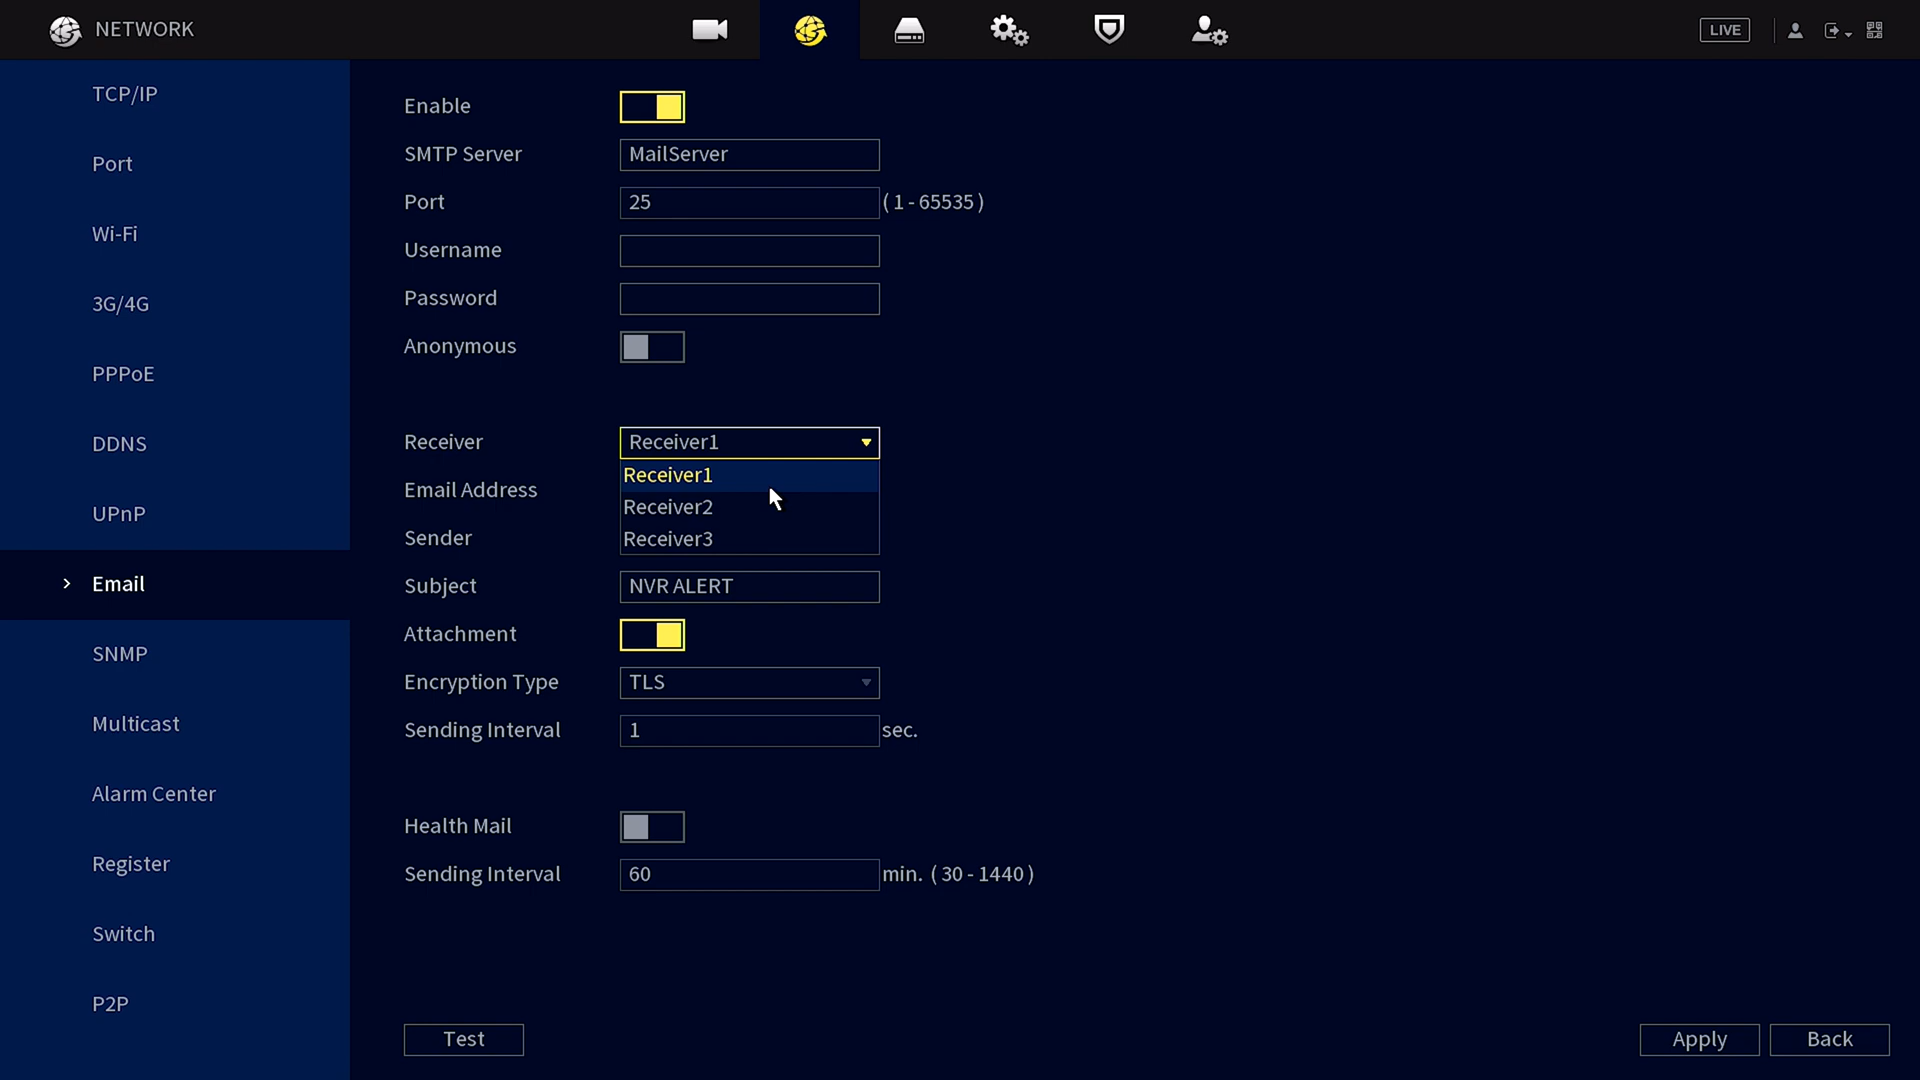 NETWORK
LIVE
TCP/IP
Port
Wi-Fi
3G/4G
PPPoE
DDNS
UPnP
> Email
SNMP
Multicast
Alarm Center
Register
Switch
P2P
Enable
SMTP Server MailServer
Port 25 ( 1 - 65535 )
Username
Password
Anonymous
Receiver Receiver1
Receiver1
Email Address
Receiver2
Sender
Receiver3
Subject NVR ALERT
Attachment
Encryption Type TLS
Sending Interval 1 sec.
Health Mail
Sending Interval 60 min. ( 30 - 1440 )
Test
Apply
Back